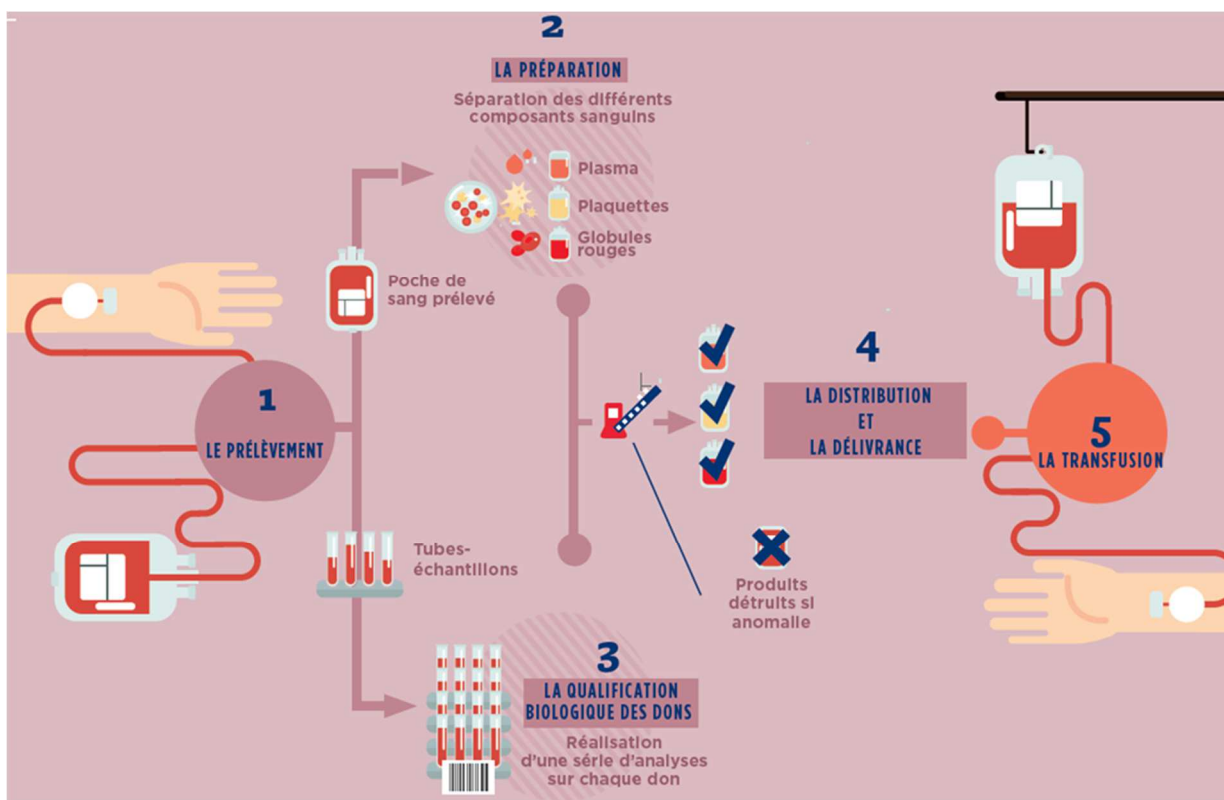 1
LE PRÉLÈVEMENT
Poche de
sang prélevé
2
LA PRÉPARATION
Séparation des différents
composants sanguins
Plasma
Plaquettes
Globules
rouges
Tubes-
échantillons
3
LA QUALIFICATION
BIOLOGIQUE DES DONS
Réalisation
d'une série d'analyses
sur chaque don
Produits
détruits si
anomalie
4
LA DISTRIBUTION
ET
LA DÉLIVRANCE
5
LA TRANSFUSION